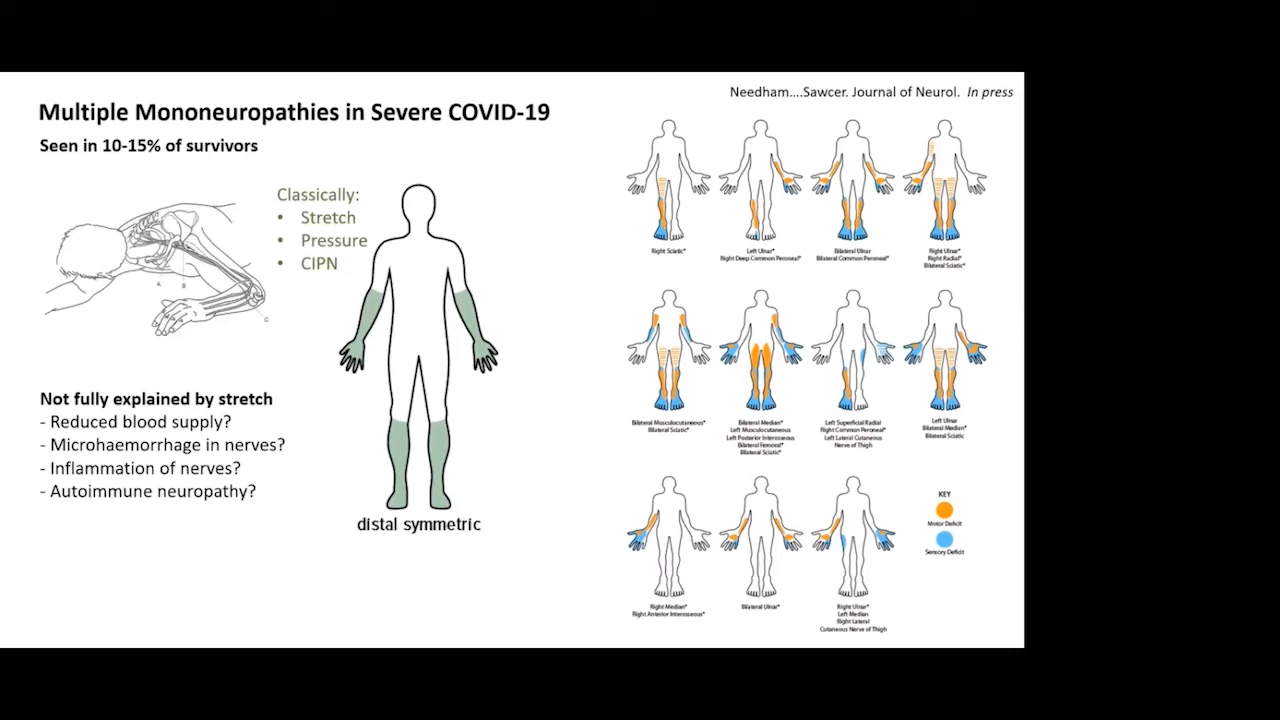 Needham....Sawcer. Journal of Neurol. In press
Multiple Mononeuropathies in Severe COVID-19
Seen in 10-15% of survivors
Classically:
• Stretch
• Pressure
• CIPN
A
B
C
Not fully explained by stretch
- Reduced blood supply?
- Microhaemorrhage in nerves?
- Inflammation of nerves?
- Autoimmune neuropathy?
distal symmetric
Right Sciatic*
Left Ulnar*
Right Deep Common Peroneal*
Bilateral Ulnar
Bilateral Common Peroneal*
Right Ulnar*
Right Radial*
Bilateral Sciatic*
Bilateral Musculocutaneous*
Bilateral Sciatic*
Bilateral Median*
Left Musculocutaneous
Left Posterior Interosseous
Bilateral Femoral*
Bilateral Sciatic*
Left Superficial Radial
Right Common Peroneal*
Left Lateral Cutaneous
Nerve of Thigh
Left Ulnar
Bilateral Median*
Bilateral Sciatic
Right Median*
Right Anterior Interosseous*
Bilateral Ulnar*
Right Ulnar*
Left Median
Right Lateral
Cutaneous Nerve of Thigh
KEY
Motor Deficit
Sensory Deficit